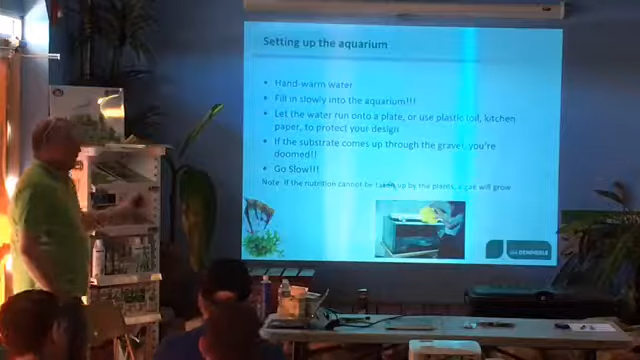 Setting up the aquarium
• Hand-warm water
• Fill in slowly into the aquarium!!!
• Let the water run onto a plate, or use plastic foil, kitchen
paper, to protect your design
• If the substrate comes up through the gravel, you're
doomed!!
• Go Slow!!!
Note: If the nutrition cannot be taken up by the plants, algae will grow
DENNERLE